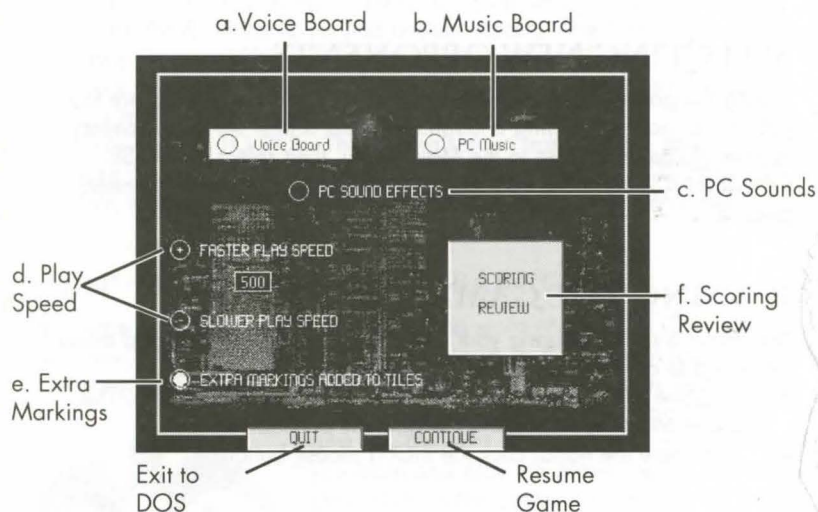 a.Voice Board
b. Music Board
Voice Board
PC Music
PC SOUND EFFECTS
c. PC Sounds
FASTER PLAY SPEED
500
d. Play
Speed
SLOWER PLAY SPEED
SCORING
REVIEW
f. Scoring
Review
e. Extra
Markings
EXTRA MARKINGS ADDED TO TILES
QUIT
CONTINUE
Exit to
DOS
Resume
Game